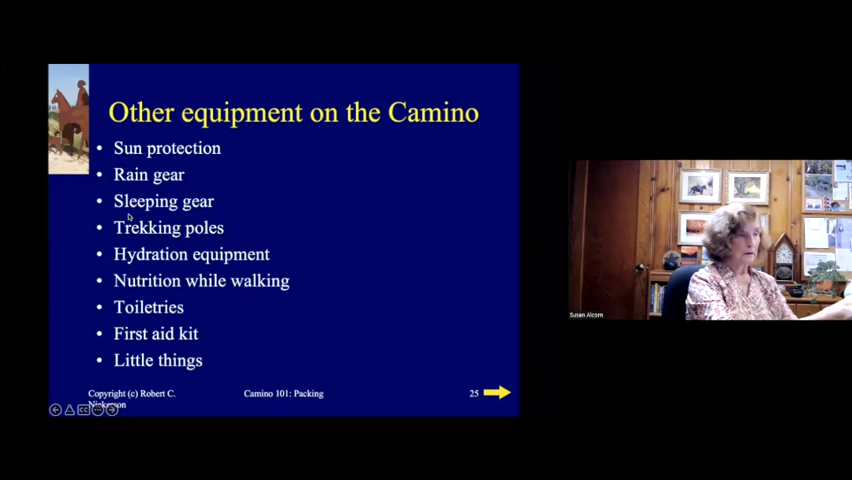 Other equipment on the Camino
• Sun protection
• Rain gear
• Sleeping gear
• Trekking poles
• Hydration equipment
• Nutrition while walking
• Toiletries
• First aid kit
• Little things
Copyright (c) Robert C.
Nickerson
Camino 101: Packing
25
Susan Alcorn